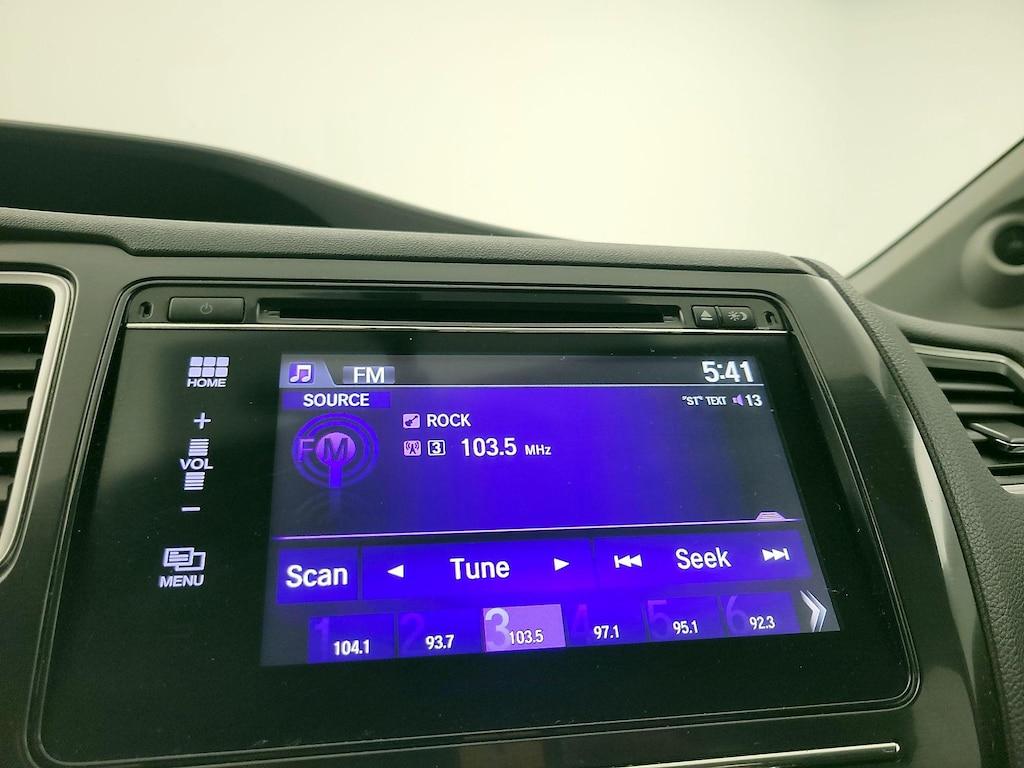 HOME
+
VOL
−
MENU
FM 5:41
SOURCE "ST" TEXT 13
FM
ROCK
3 103.5 MHz
Scan Tune Seek
1 104.1 2 93.7 3 103.5 4 97.1 5 95.1 6 92.3